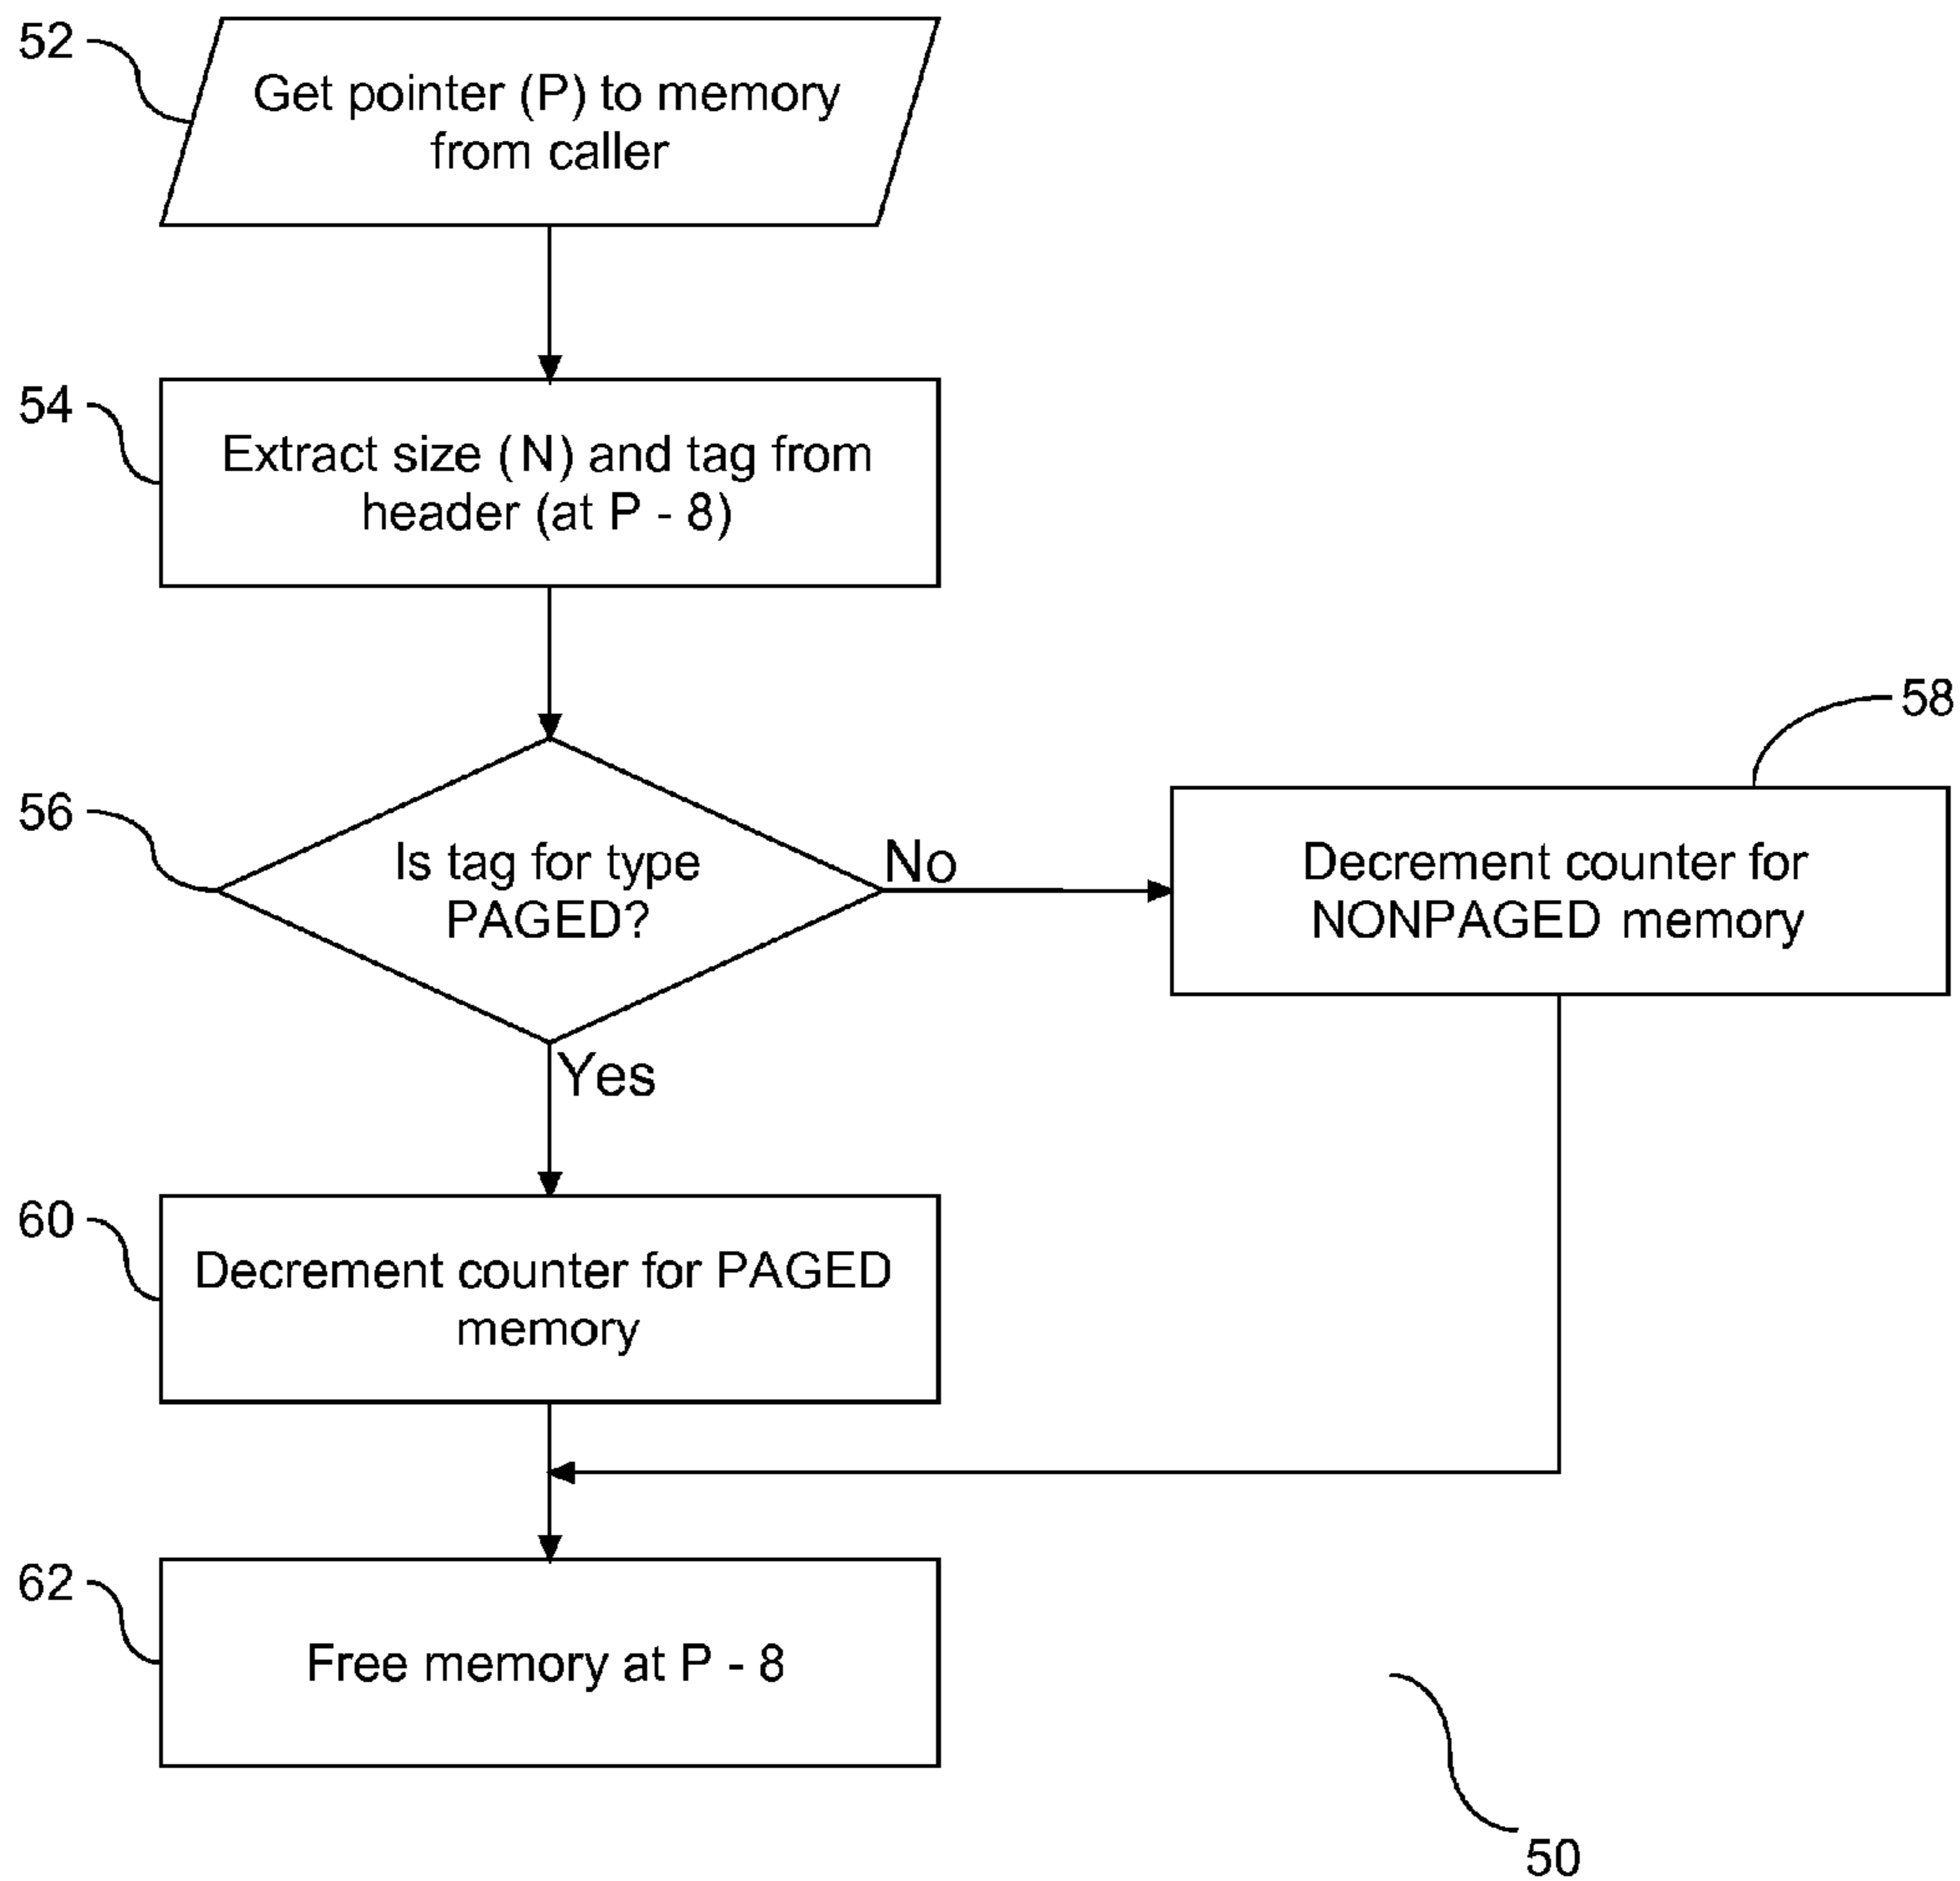 52
Get pointer (P) to memory
from caller
54
Extract size (N) and tag from
header (at P - 8)
58
56
Is tag for type
PAGED?
No
Decrement counter for
NONPAGED memory
Yes
60
Decrement counter for PAGED
memory
62
Free memory at P - 8
50